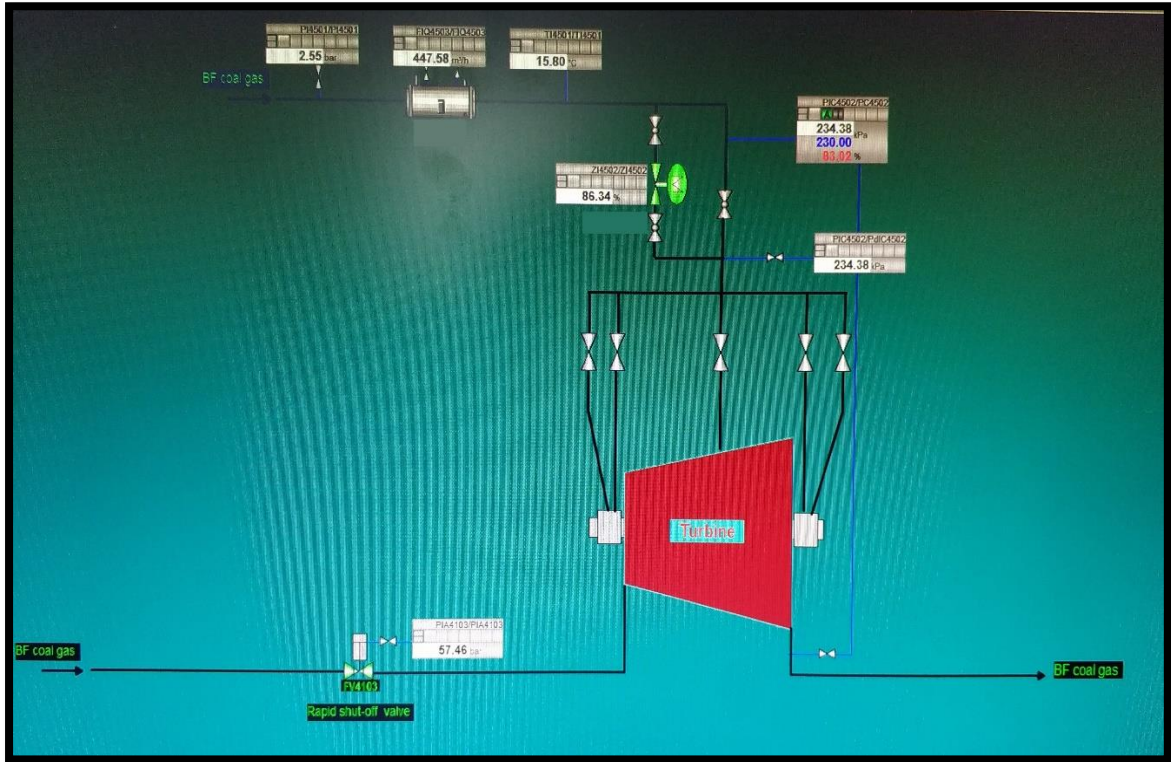 PI4501/PI4501
2.55 bar
FIQ4503/FIQ4503
447.58 m³/h
TI4501/TI4501
15.80 °C
BF coal gas
PIC4502/PC4502
234.38 kPa
230.00
83.02 %
ZI4502/ZI4502
86.34 %
PIC4502/PdIC4502
234.38 kPa
Turbine
PIA4103/PIA4103
57.46 bar
BF coal gas
FV4103
Rapid shut-off valve
BF coal gas